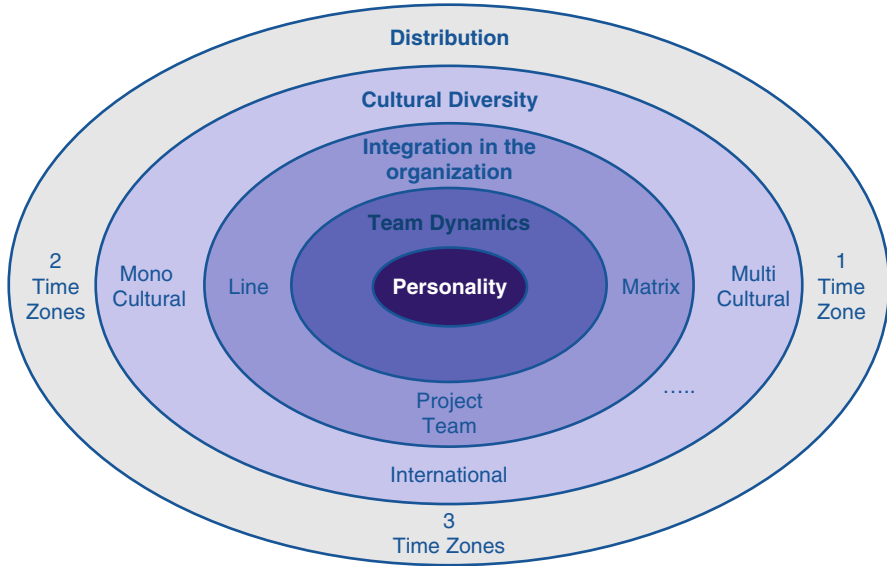 Distribution
Cultural Diversity
Integration in the
organization
Team Dynamics
Personality
2
Time
Zones
Mono
Cultural
Line
Matrix
Multi
Cultural
1
Time
Zone
.....
Project
Team
International
3
Time Zones